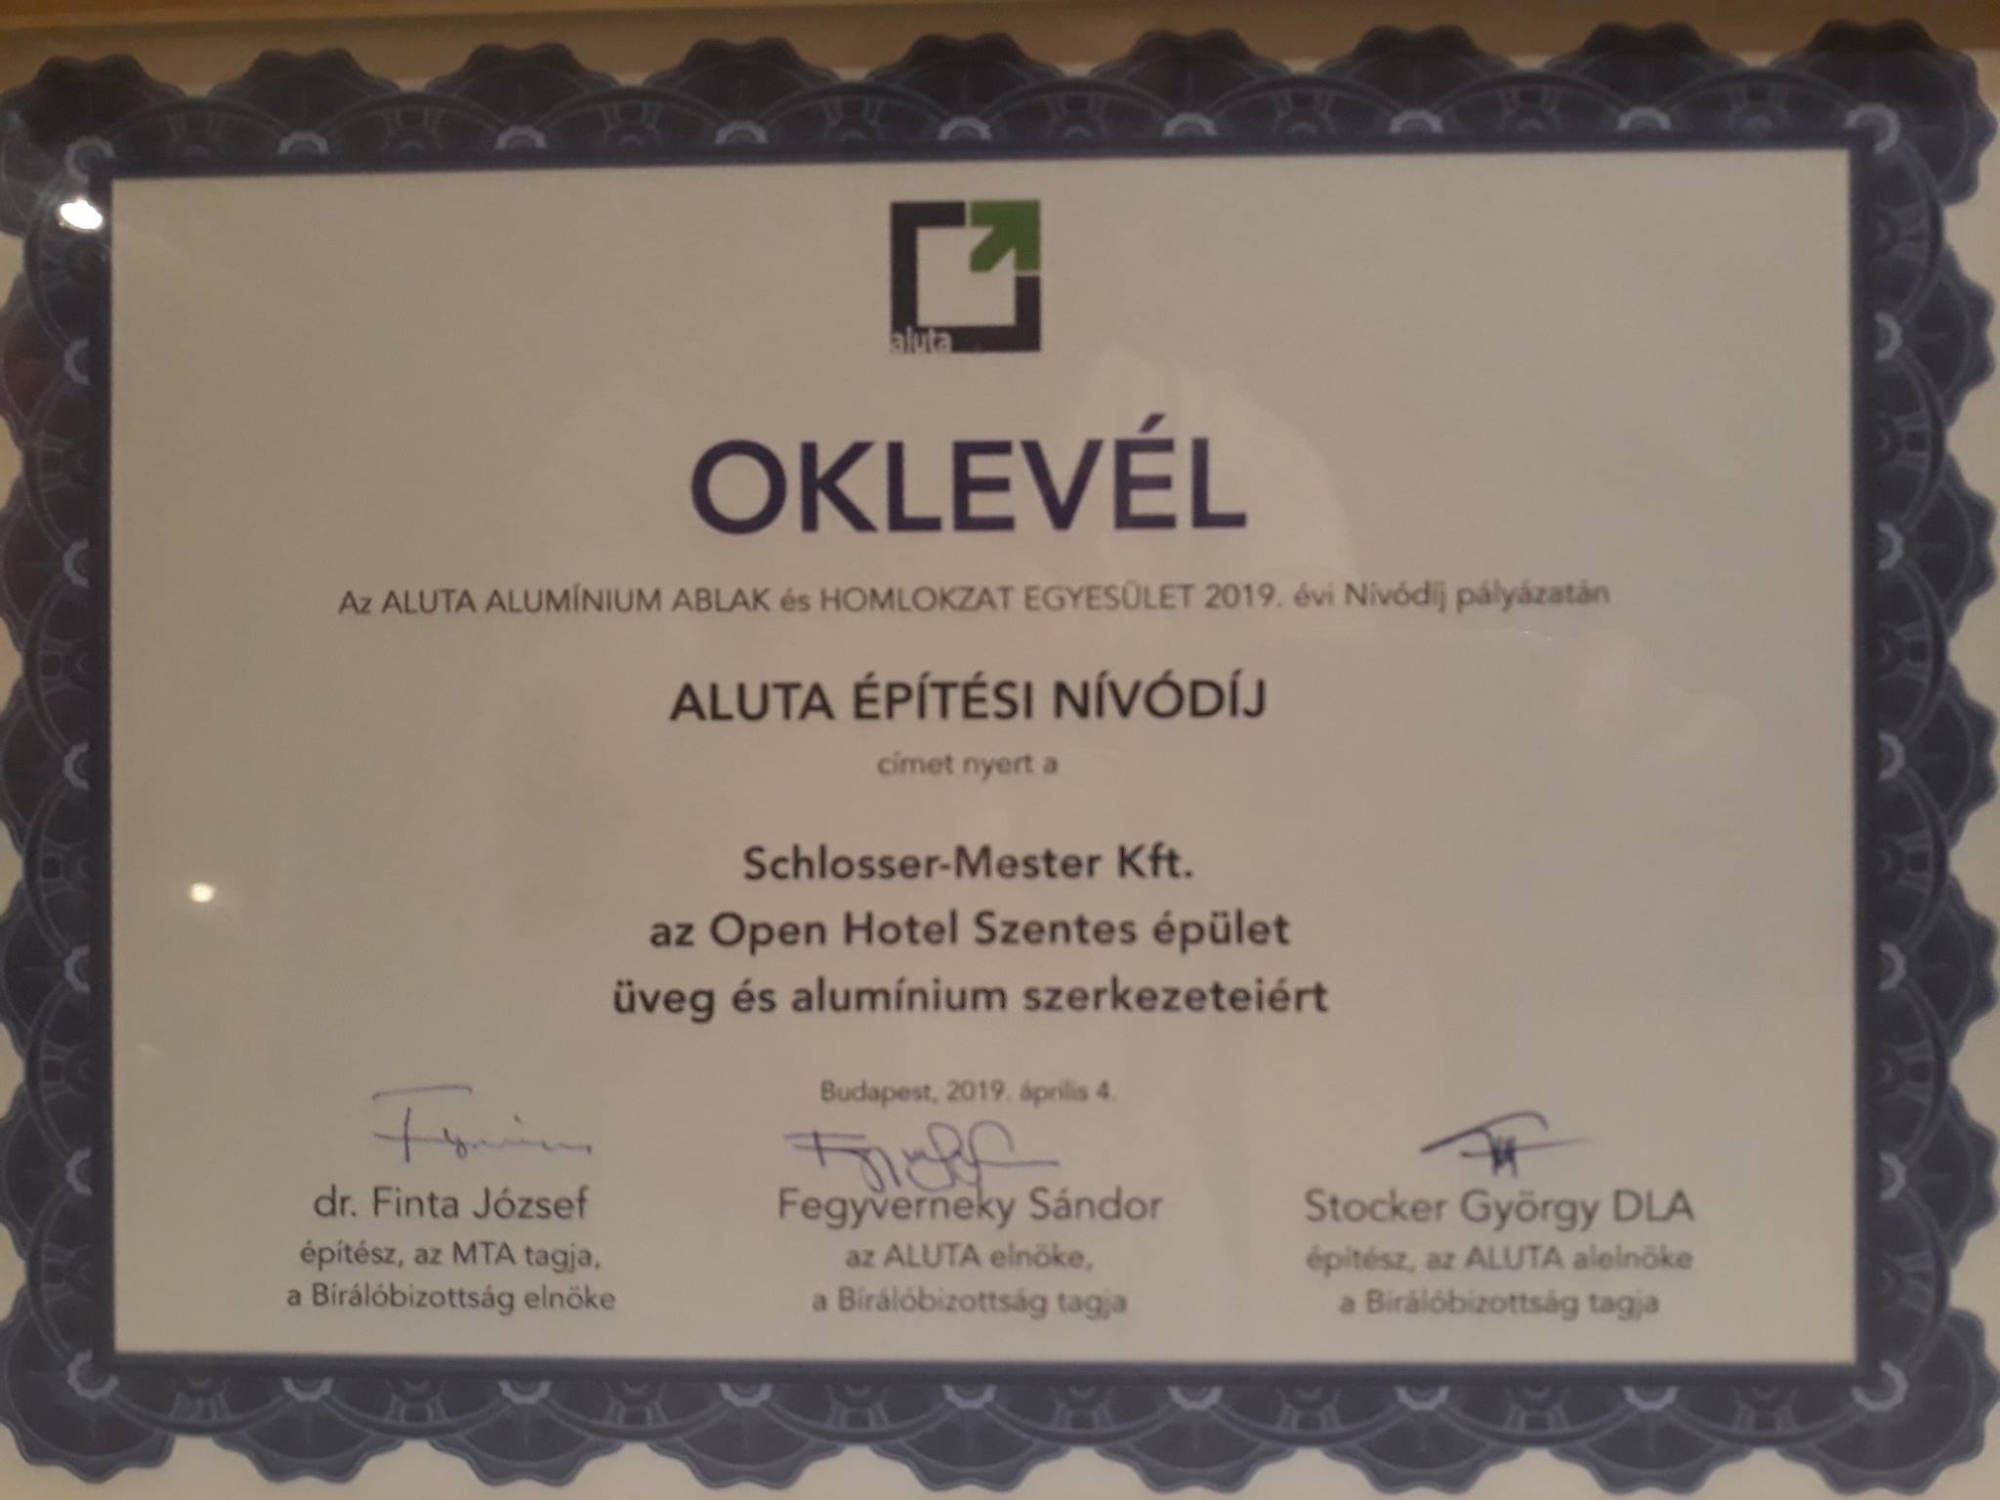 aluta
OKLEVÉL
Az ALUTA ALUMÍNIUM ABLAK és HOMLOKZAT EGYESÜLET 2019. évi Nívódíj pályázatán
ALUTA ÉPÍTÉSI NÍVÓDÍJ
címet nyert a
Schlosser-Mester Kft.
az Open Hotel Szentes épület
üveg és alumínium szerkezeteiért
Budapest, 2019. április 4.
dr. Finta József
építész, az MTA tagja,
a Bírálóbizottság elnöke
Fegyverneky Sándor
az ALUTA elnöke,
a Bírálóbizottság tagja
Stocker György DLA
építész, az ALUTA alelnöke
a Bírálóbizottság tagja